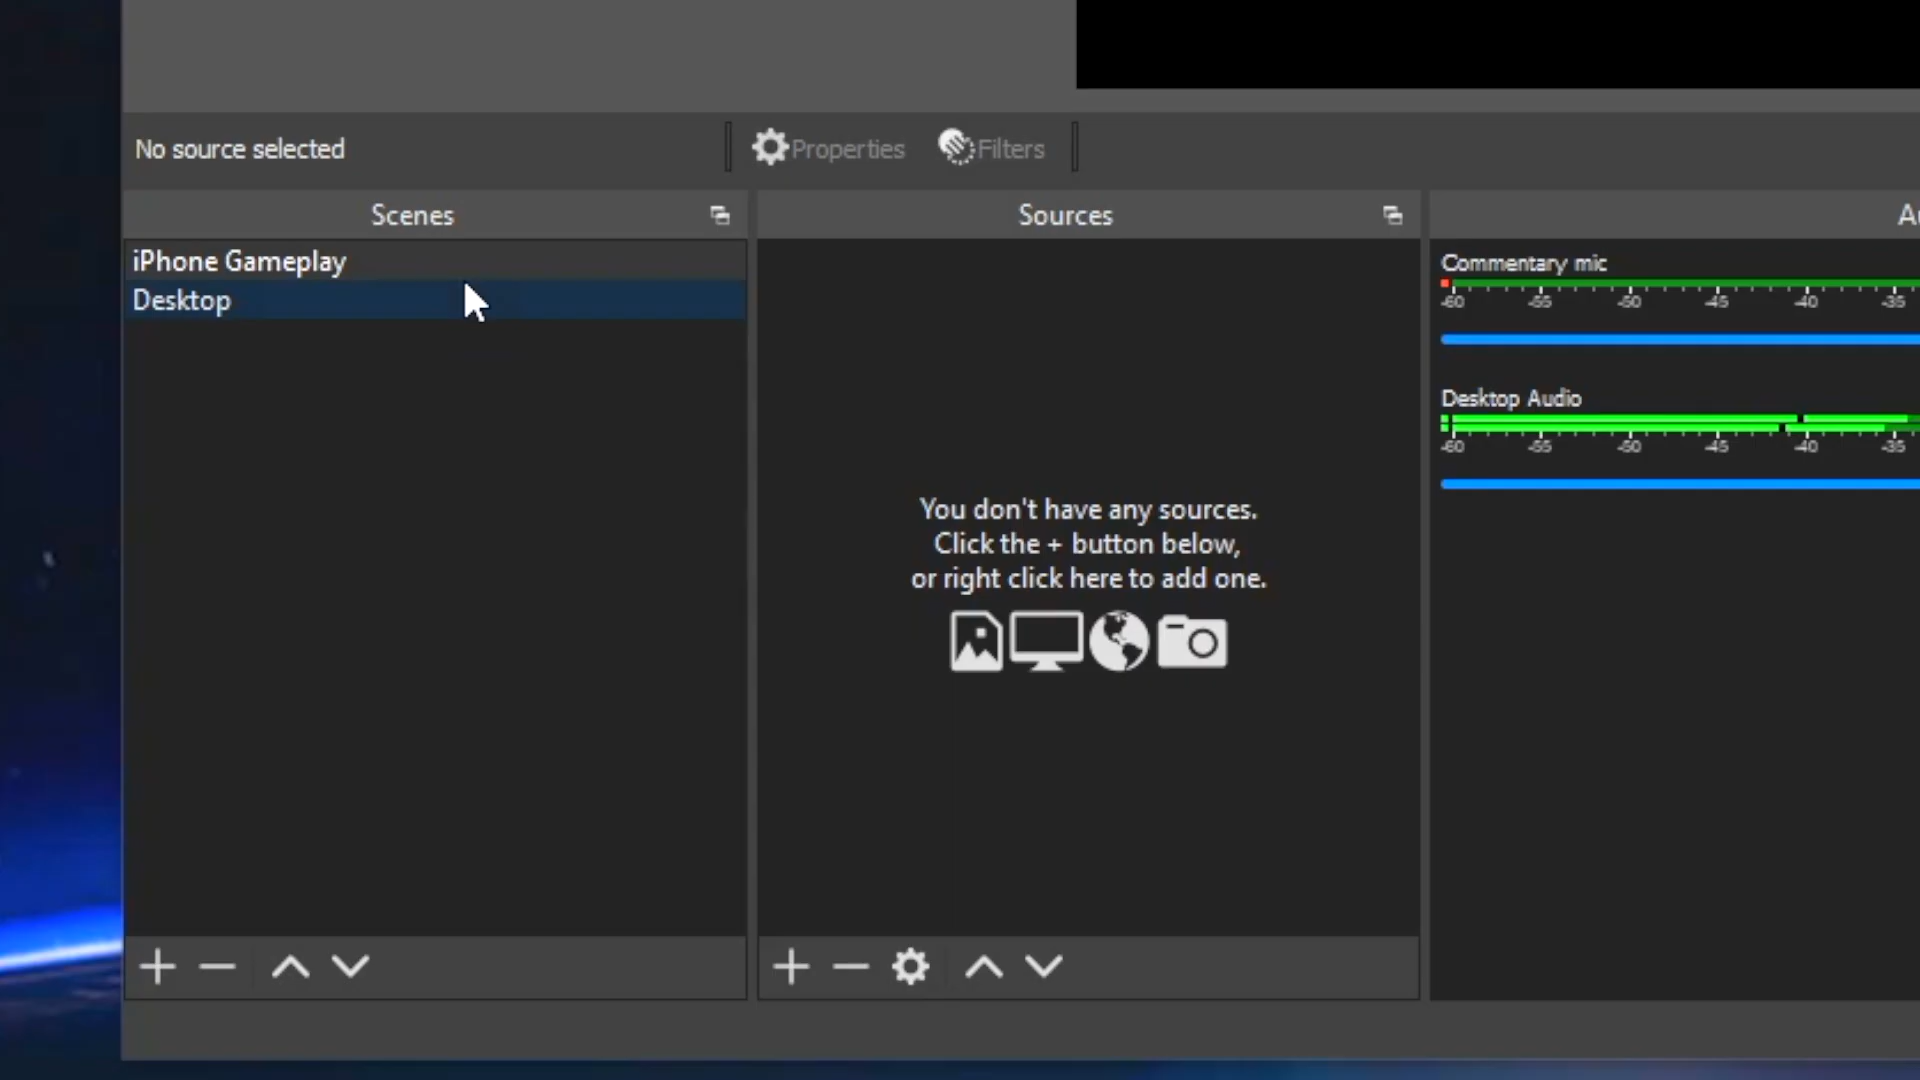 No source selected
Properties
Filters
Scenes
Sources
iPhone Gameplay
Desktop
You don't have any sources.
Click the + button below,
or right click here to add one.
Commentary mic
-60 -55 -50 -45 -40 -35
Desktop Audio
-60 -55 -50 -45 -40 -35